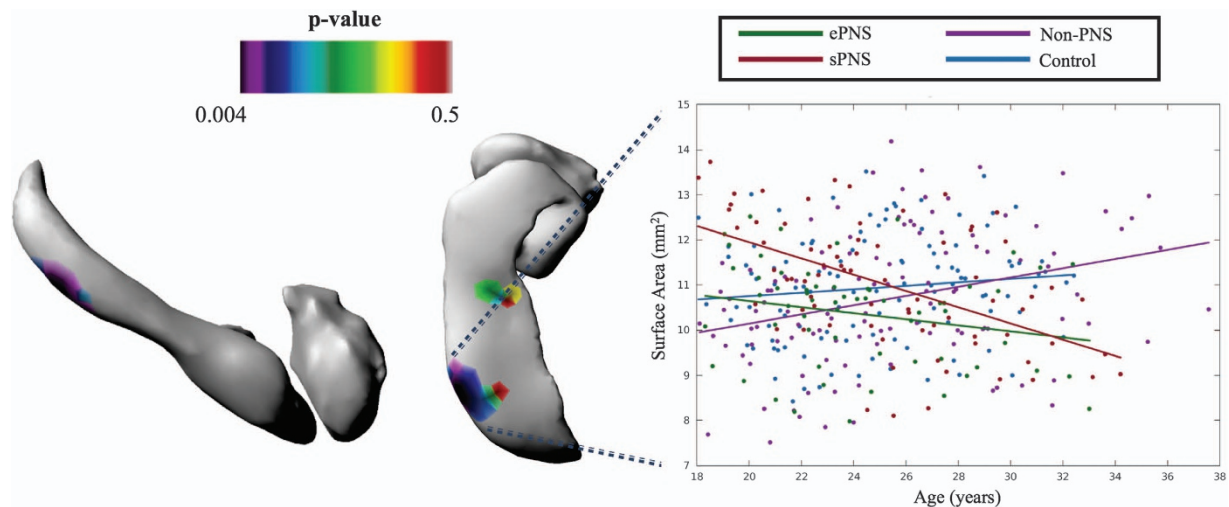 p-value
0.004 0.5
ePNS Non-PNS
sPNS Control
Surface Area (mm²)
15
14
13
12
11
10
9
8
7
18 20 22 24 26 28 30 32 34 36 38
Age (years)